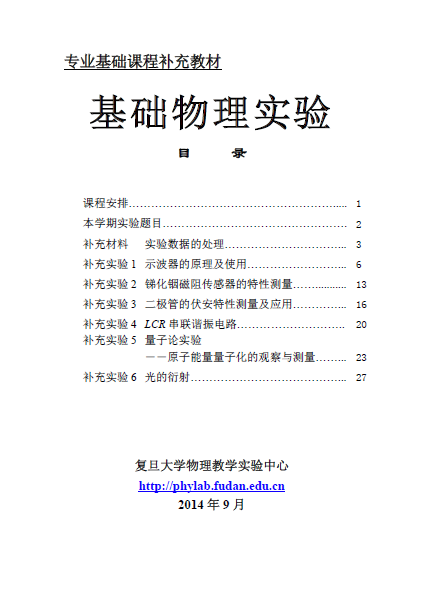 专业基础课程补充教材
基础物理实验
目 录
课程安排……………………………………………….... 1
本学期实验题目………………………………………… 2
补充材料 实验数据的处理…………………………... 3
补充实验1 示波器的原理及使用……………………... 6
补充实验2 锑化铟磁阻传感器的特性测量……........... 13
补充实验3 二极管的伏安特性测量及应用…………... 16
补充实验4 LCR串联谐振电路……………………….. 20
补充实验5 量子论实验
――原子能量量子化的观察与测量……... 23
补充实验6 光的衍射…………………………………... 27
复旦大学物理教学实验中心
http://phylab.fudan.edu.cn
2014年9月